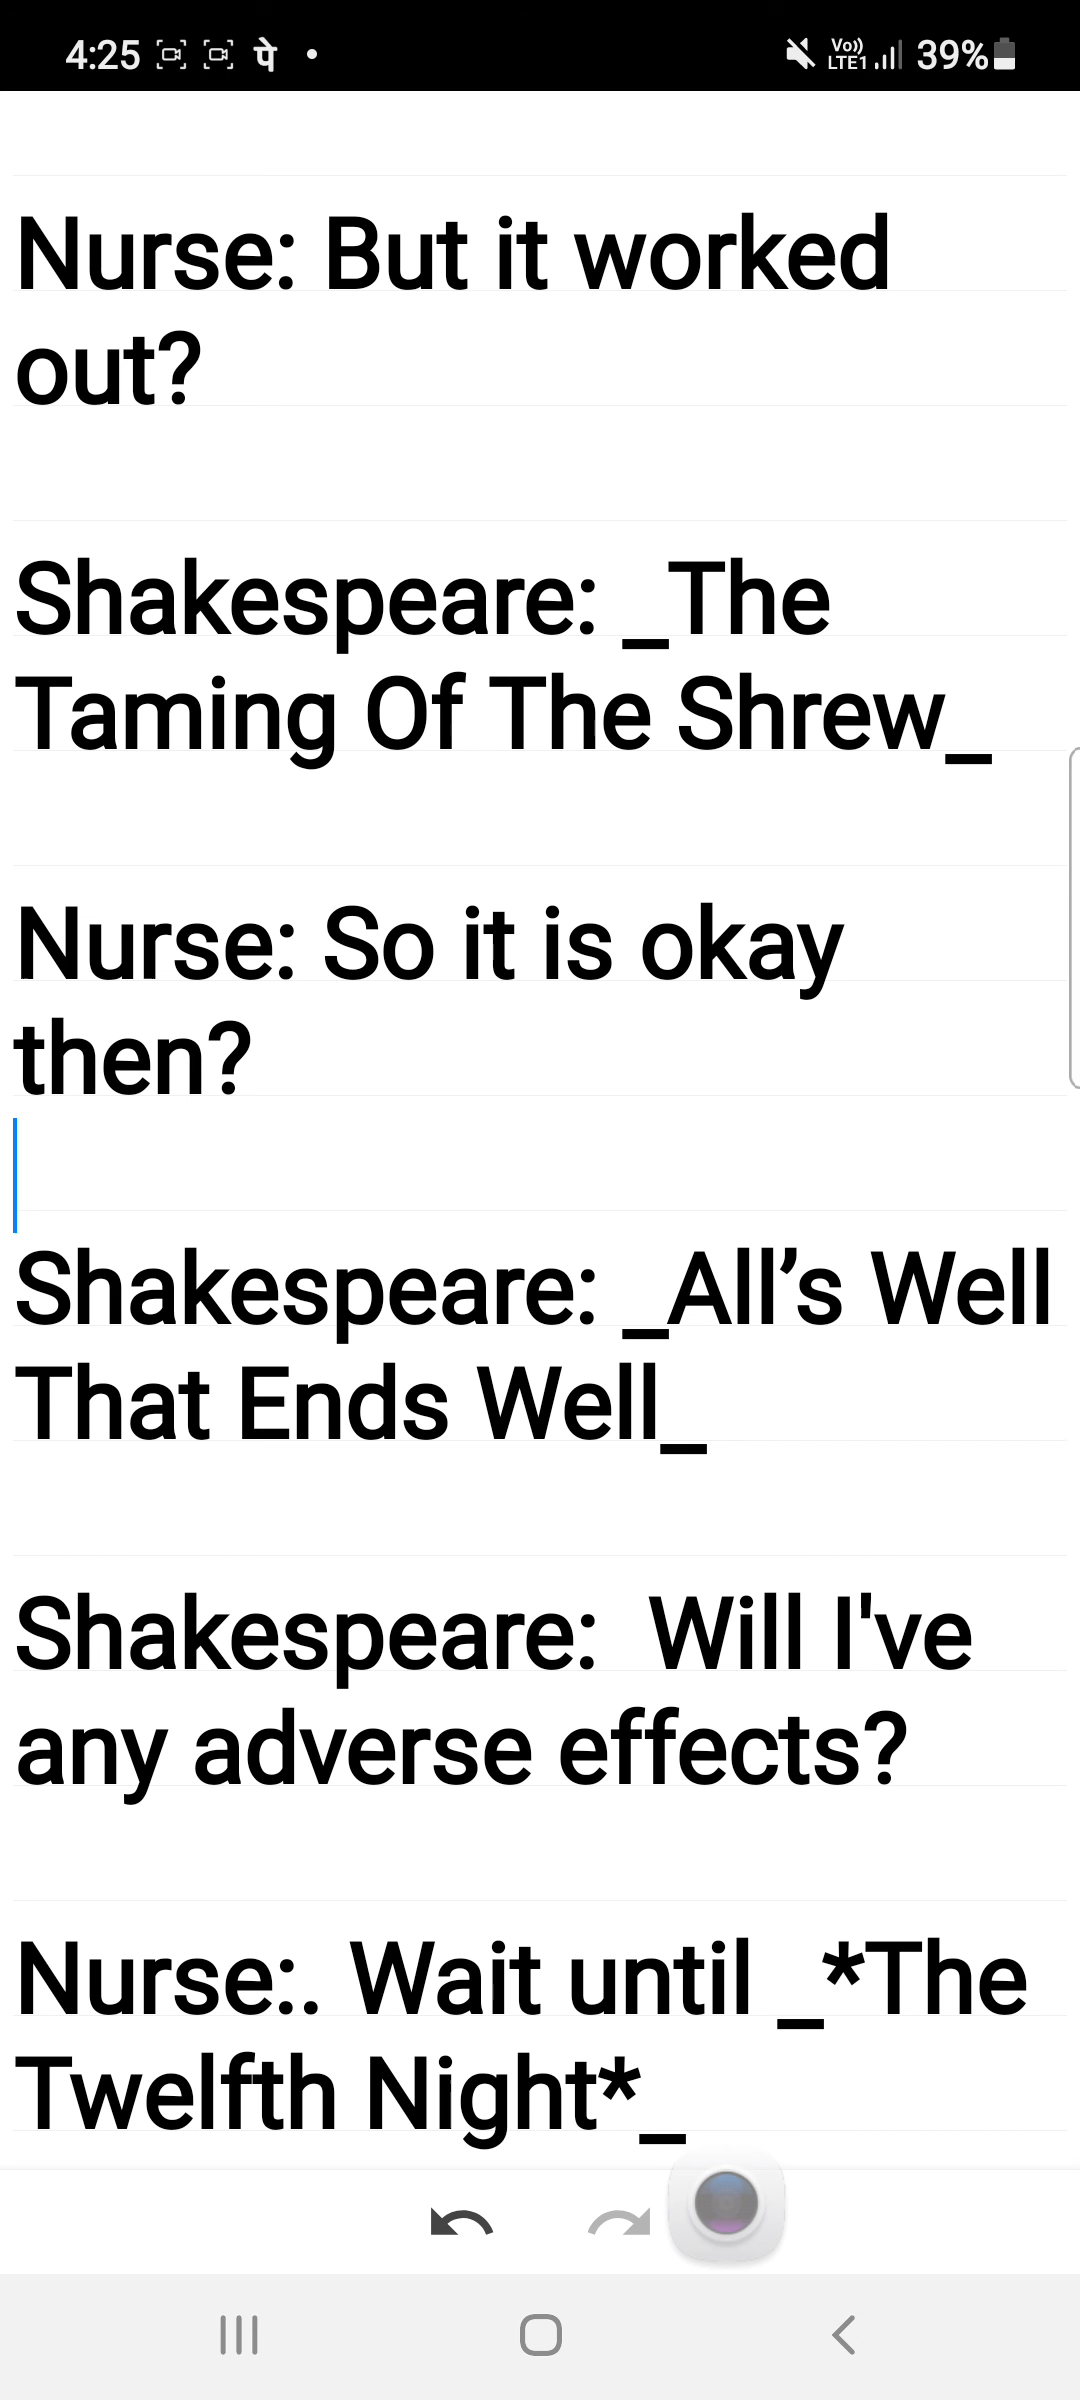 4:25 पे
Vo))
LTE1 39%
Nurse: But it worked
out?
Shakespeare: _The
Taming Of The Shrew_
Nurse: So it is okay
then?
Shakespeare: _All’s Well
That Ends Well_
Shakespeare:  Will I've
any adverse effects?
Nurse:. Wait until _*The
Twelfth Night*_